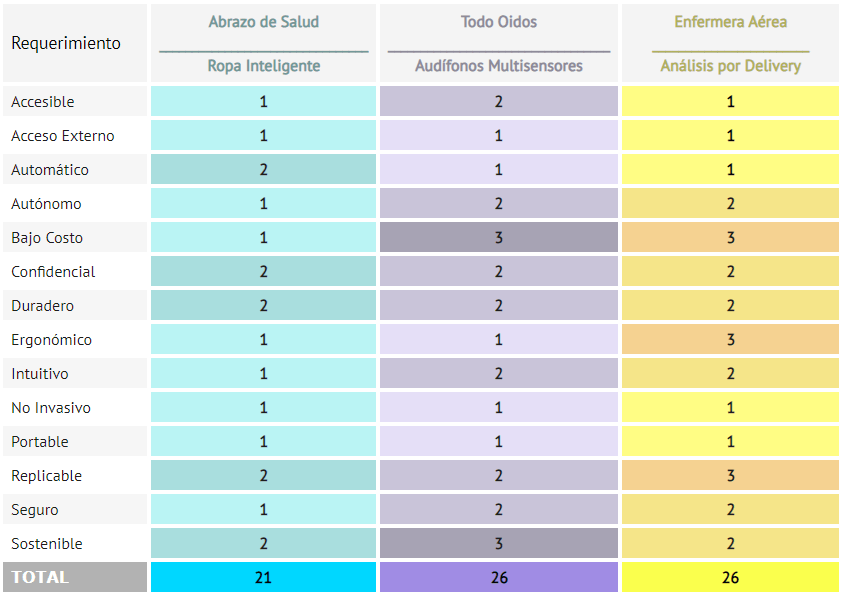 Requerimiento Abrazo de Salud Todo Oidos Enfermera Aérea
Ropa Inteligente Audífonos Multisensores Análisis por Delivery
Accesible 1 2 1
Acceso Externo 1 1 1
Automático 2 1 1
Autónomo 1 2 2
Bajo Costo 1 3 3
Confidencial 2 2 2
Duradero 2 2 2
Ergonómico 1 1 3
Intuitivo 1 2 2
No Invasivo 1 1 1
Portable 1 1 1
Replicable 2 2 3
Seguro 1 2 2
Sostenible 2 3 2
TOTAL 21 26 26